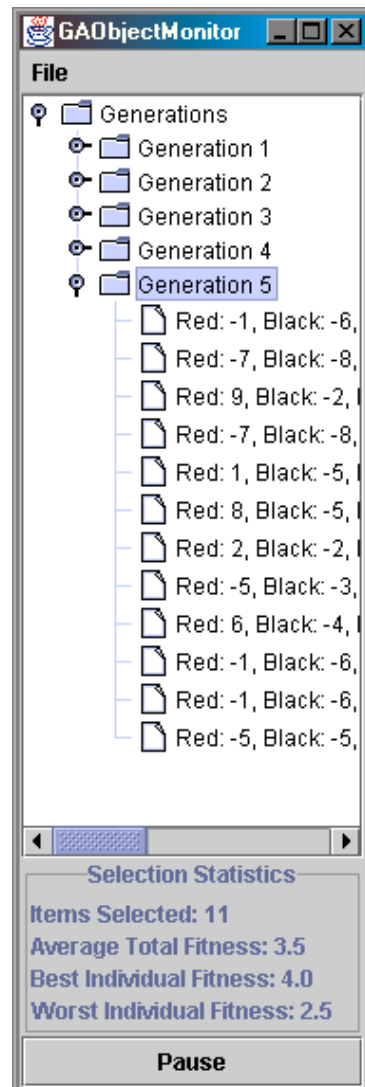 GAObjectMonitor
File
Generations
Generation 1
Generation 2
Generation 3
Generation 4
Generation 5
Red: -1, Black: -6,
Red: -7, Black: -8,
Red: 9, Black: -2,
Red: -7, Black: -8,
Red: 1, Black: -5,
Red: 8, Black: -5,
Red: 2, Black: -2,
Red: -5, Black: -3,
Red: 6, Black: -4,
Red: -1, Black: -6,
Red: -1, Black: -6,
Red: -5, Black: -5,
Selection Statistics
Items Selected: 11
Average Total Fitness: 3.5
Best Individual Fitness: 4.0
Worst Individual Fitness: 2.5
Pause